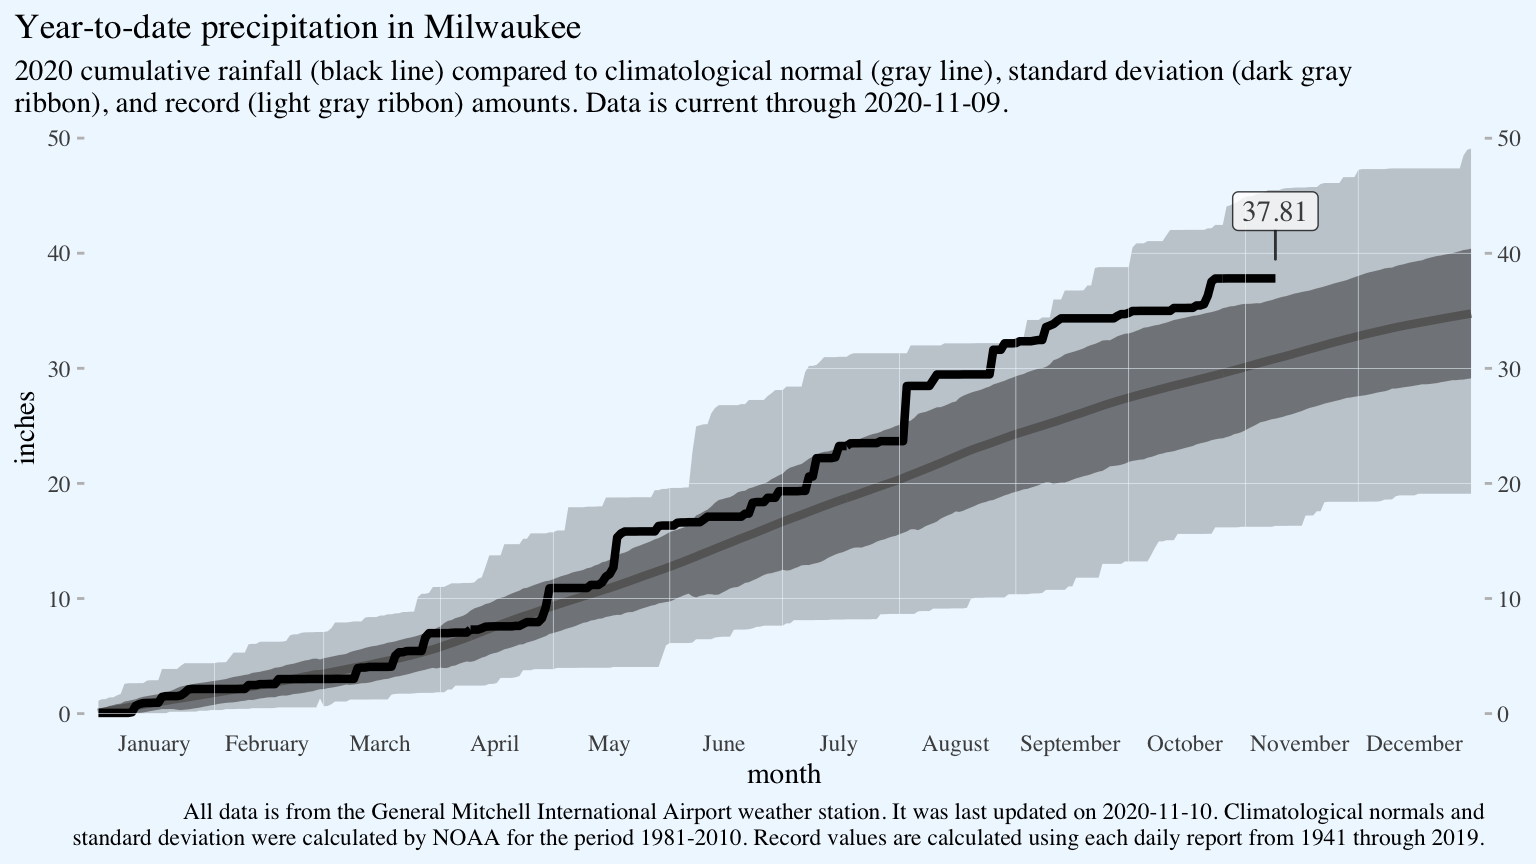 Year-to-date precipitation in Milwaukee
2020 cumulative rainfall (black line) compared to climatological normal (gray line), standard deviation (dark gray
ribbon), and record (light gray ribbon) amounts. Data is current through 2020-11-09.
50
50
37.81
40
40
30
30
inches
20
20
10
10
0
0
January February March April May June July August September October November December
month
All data is from the General Mitchell International Airport weather station. It was last updated on 2020-11-10. Climatological normals and
standard deviation were calculated by NOAA for the period 1981-2010. Record values are calculated using each daily report from 1941 through 2019.